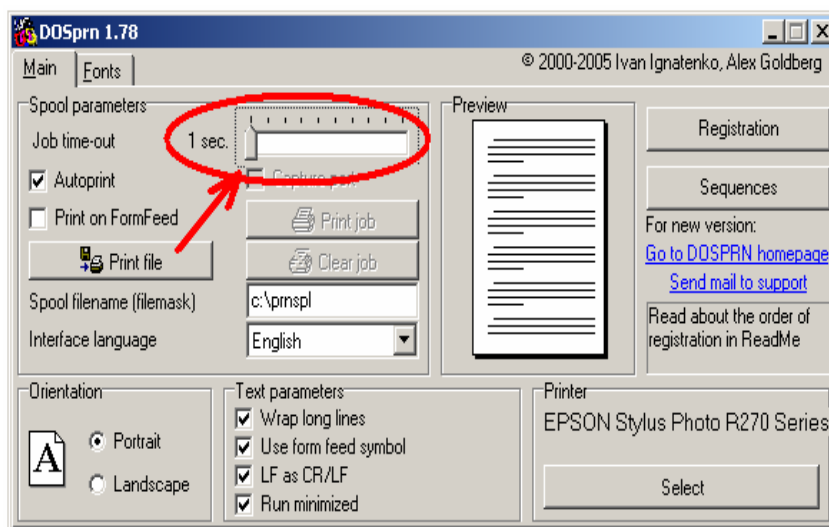 DOSprn 1.78
Main
Fonts
© 2000-2005 Ivan Ignatenko, Alex Goldberg
Spool parameters
Job time-out
1 sec.
Autoprint
Capture port
Print on FormFeed
Print job
Print file
Clear job
Spool filename (filemask)
c:\prnspl
Interface language
English
Preview
Registration
Sequences
For new version:
Go to DOSPRN homepage
Send mail to support
Read about the order of
registration in ReadMe
Orientation
A
Portrait
Landscape
Text parameters
Wrap long lines
Use form feed symbol
LF as CR/LF
Run minimized
Printer
EPSON Stylus Photo R270 Series
Select